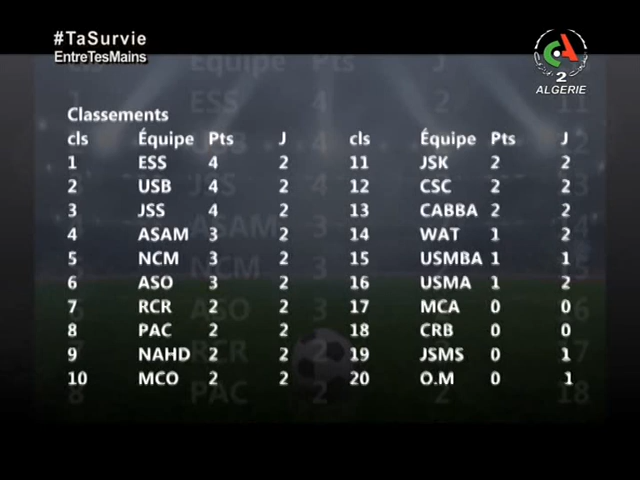 #TaSurvie
EntreTesMains
2
ALGERIE
Classements
cls Équipe Pts J cls Équipe Pts J
1 ESS 4 2 11 JSK 2 2
2 USB 4 2 12 CSC 2 2
3 JSS 4 2 13 CABBA 2 2
4 ASAM 3 2 14 WAT 1 2
5 NCM 3 2 15 USMBA 1 1
6 ASO 3 2 16 USMA 1 2
7 RCR 2 2 17 MCA 0 0
8 PAC 2 2 18 CRB 0 0
9 NAHD 2 2 19 JSMS 0 1
10 MCO 2 2 20 O.M 0 1